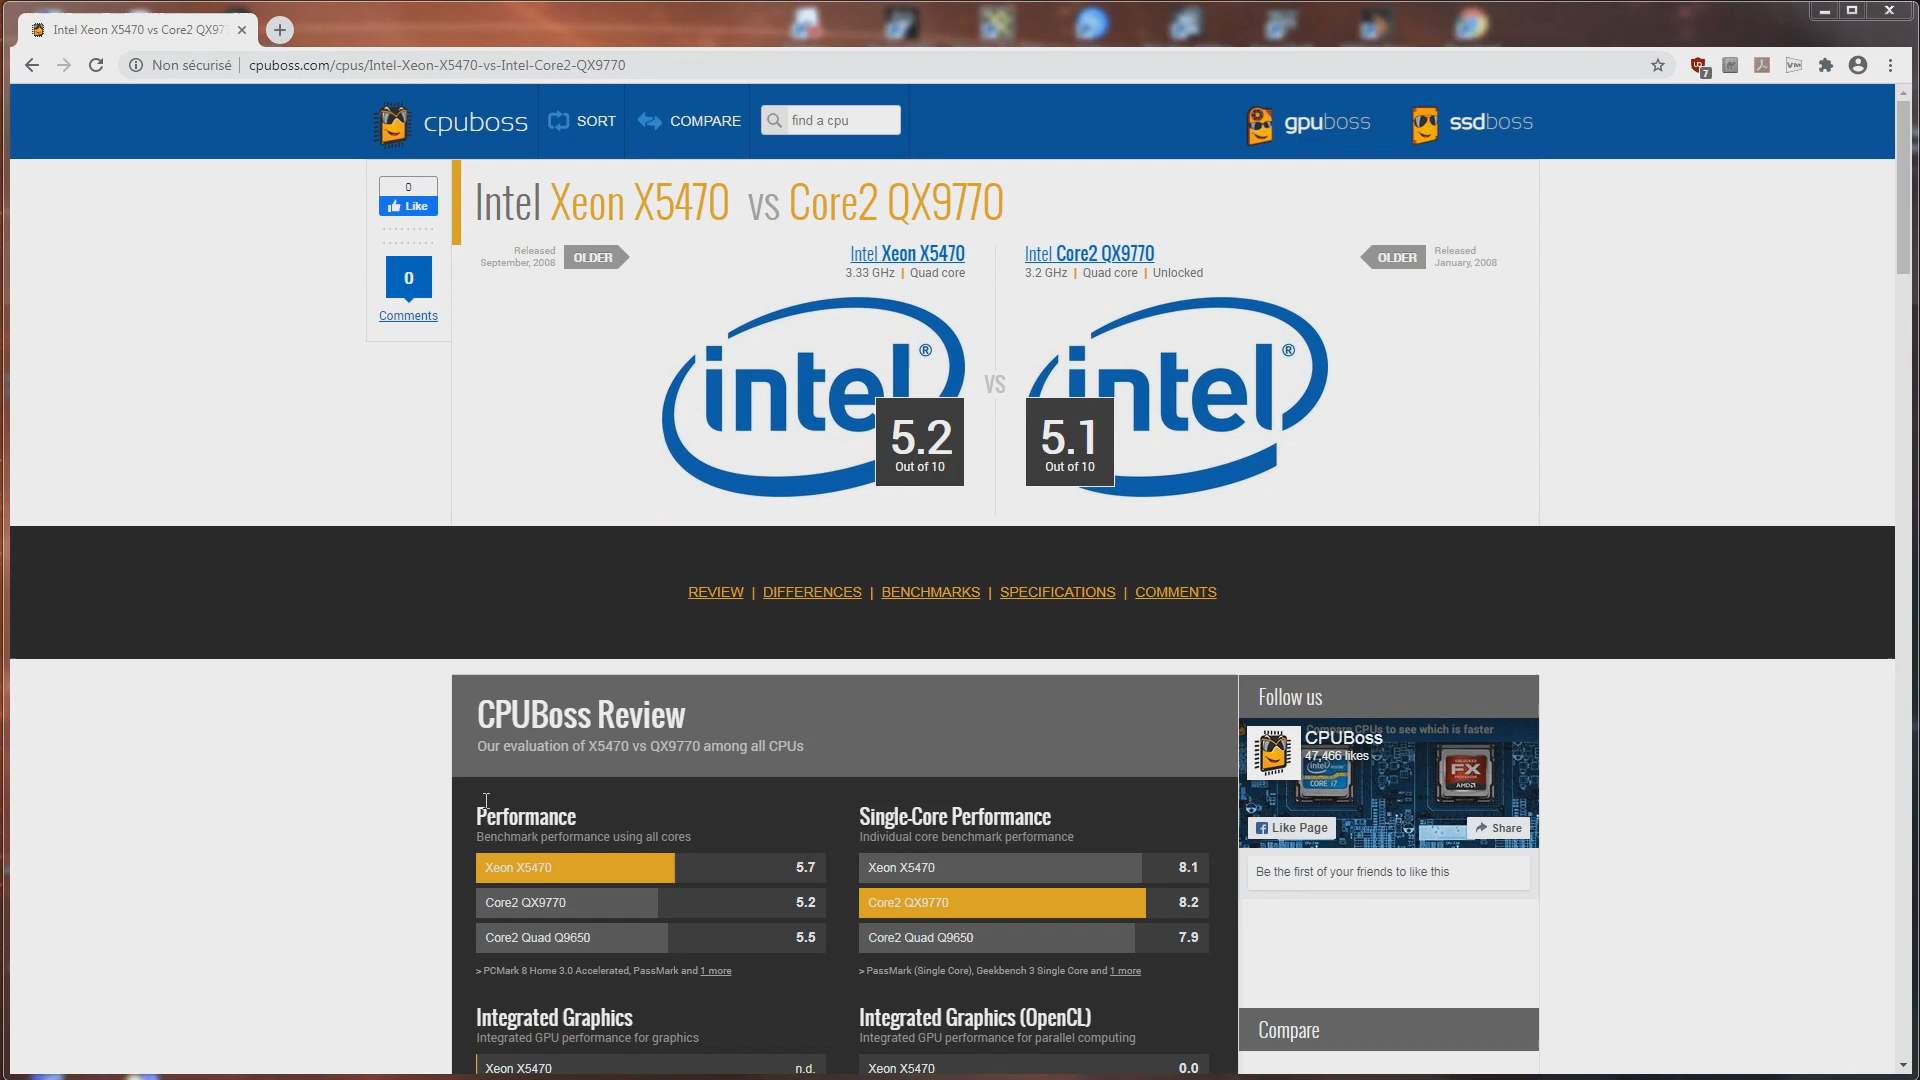 Intel Xeon X5470 vs Core2 QX97
Non sécurisé
cpuboss.com/cpus/Intel-Xeon-X5470-vs-Intel-Core2-QX9770
7
VM
cpuboss
SORT
COMPARE
find a cpu
gpuboss
ssdboss
0
Like
0
Comments
Intel Xeon X5470 vs Core2 QX9770
Released
September, 2008
OLDER
Intel Xeon X5470
3.33 GHz | Quad core
Intel Core2 QX9770
3.2 GHz | Quad core | Unlocked
OLDER
Released
January, 2008
intel®
5.2
Out of 10
VS
intel®
5.1
Out of 10
REVIEW | DIFFERENCES | BENCHMARKS | SPECIFICATIONS | COMMENTS
CPUBoss Review
Our evaluation of X5470 vs QX9770 among all CPUs
Performance
Benchmark performance using all cores
Xeon X5470 5.7
Core2 QX9770 5.2
Core2 Quad Q9650 5.5
> PCMark 8 Home 3.0 Accelerated, PassMark and 1 more
Single-Core Performance
Individual core benchmark performance
Xeon X5470 8.1
Core2 QX9770 8.2
Core2 Quad Q9650 7.9
> PassMark (Single Core), Geekbench 3 Single Core and 1 more
Integrated Graphics
Integrated GPU performance for graphics
Xeon X5470 n.d.
Integrated Graphics (OpenCL)
Integrated GPU performance for parallel computing
Xeon X5470 0.0
Follow us
Compare CPUs to see which is faster
CPUBoss
47,466 likes
intel
CORE i7
FX
AMD
Like Page
Share
Be the first of your friends to like this
Compare